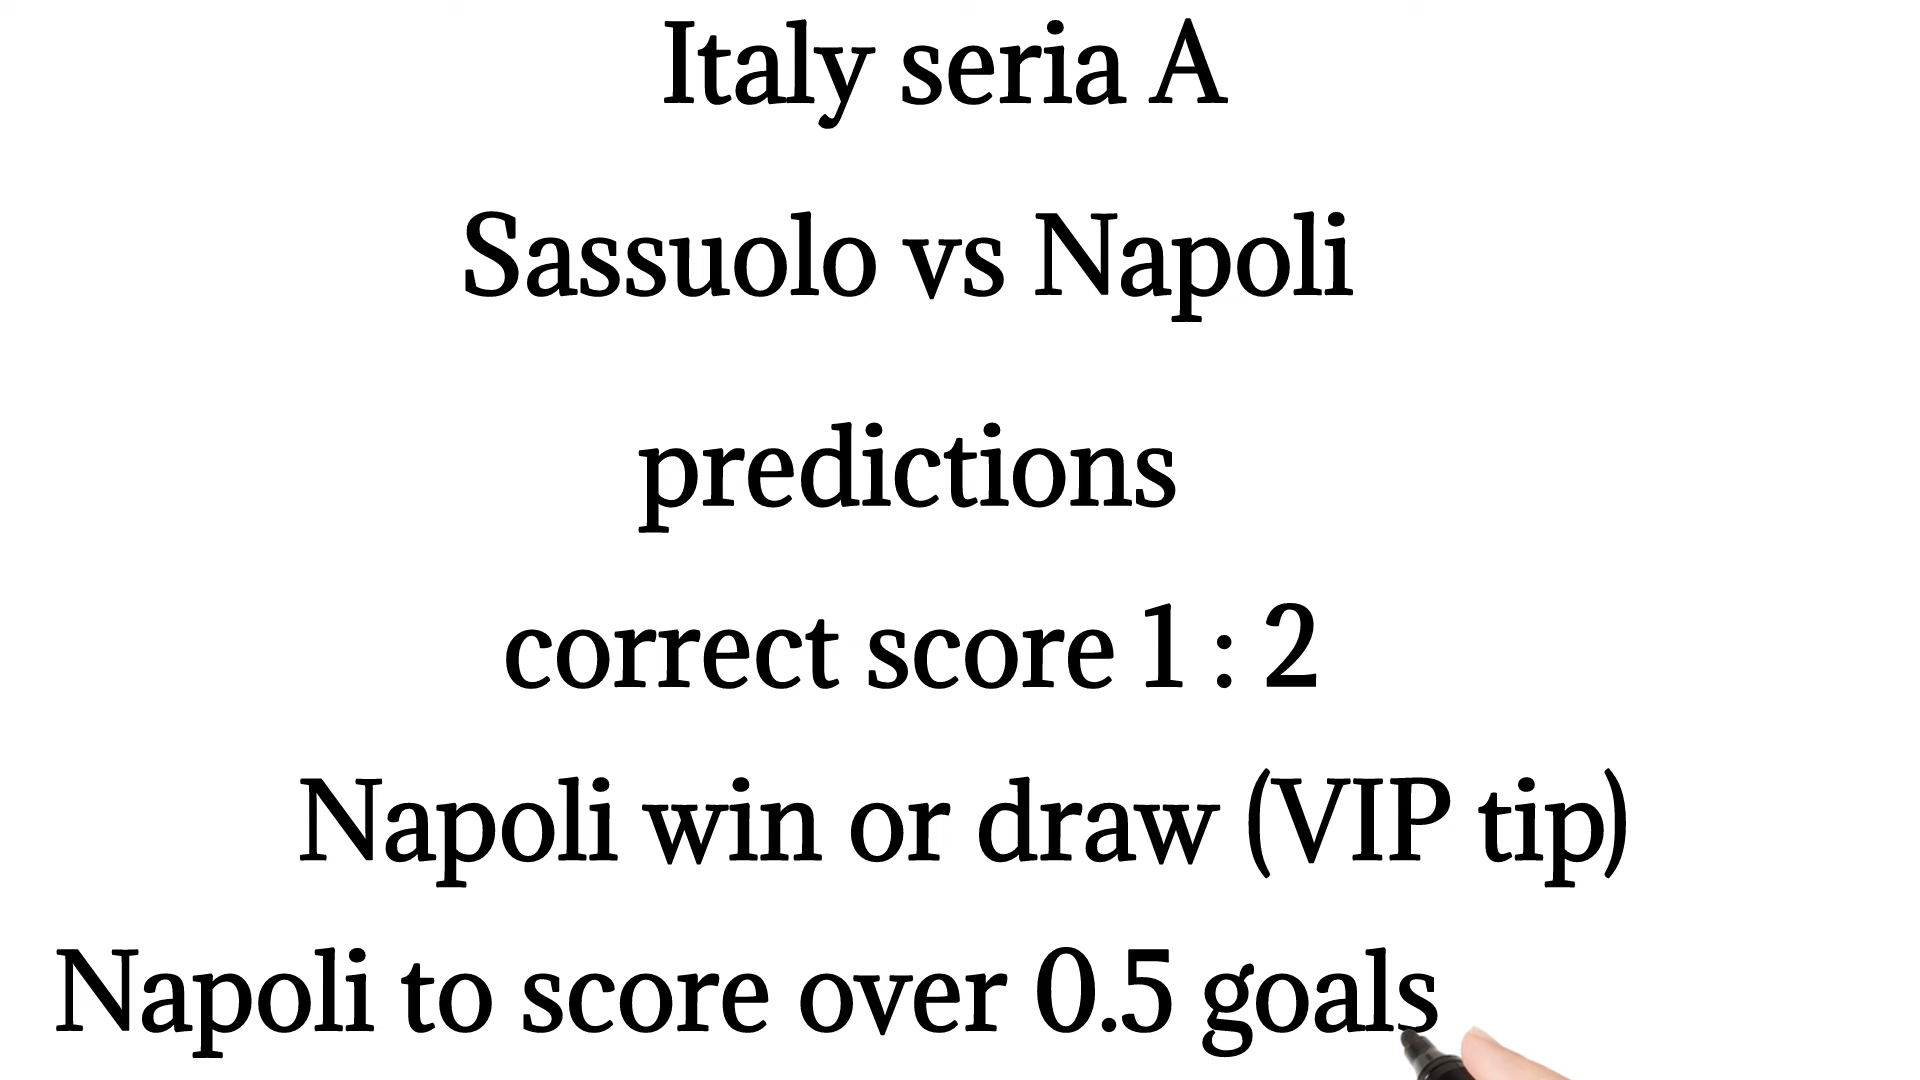 Italy seria A
Sassuolo vs Napoli
predictions
correct score 1 : 2
Napoli win or draw (VIP tip)
Napoli to score over 0.5 goals